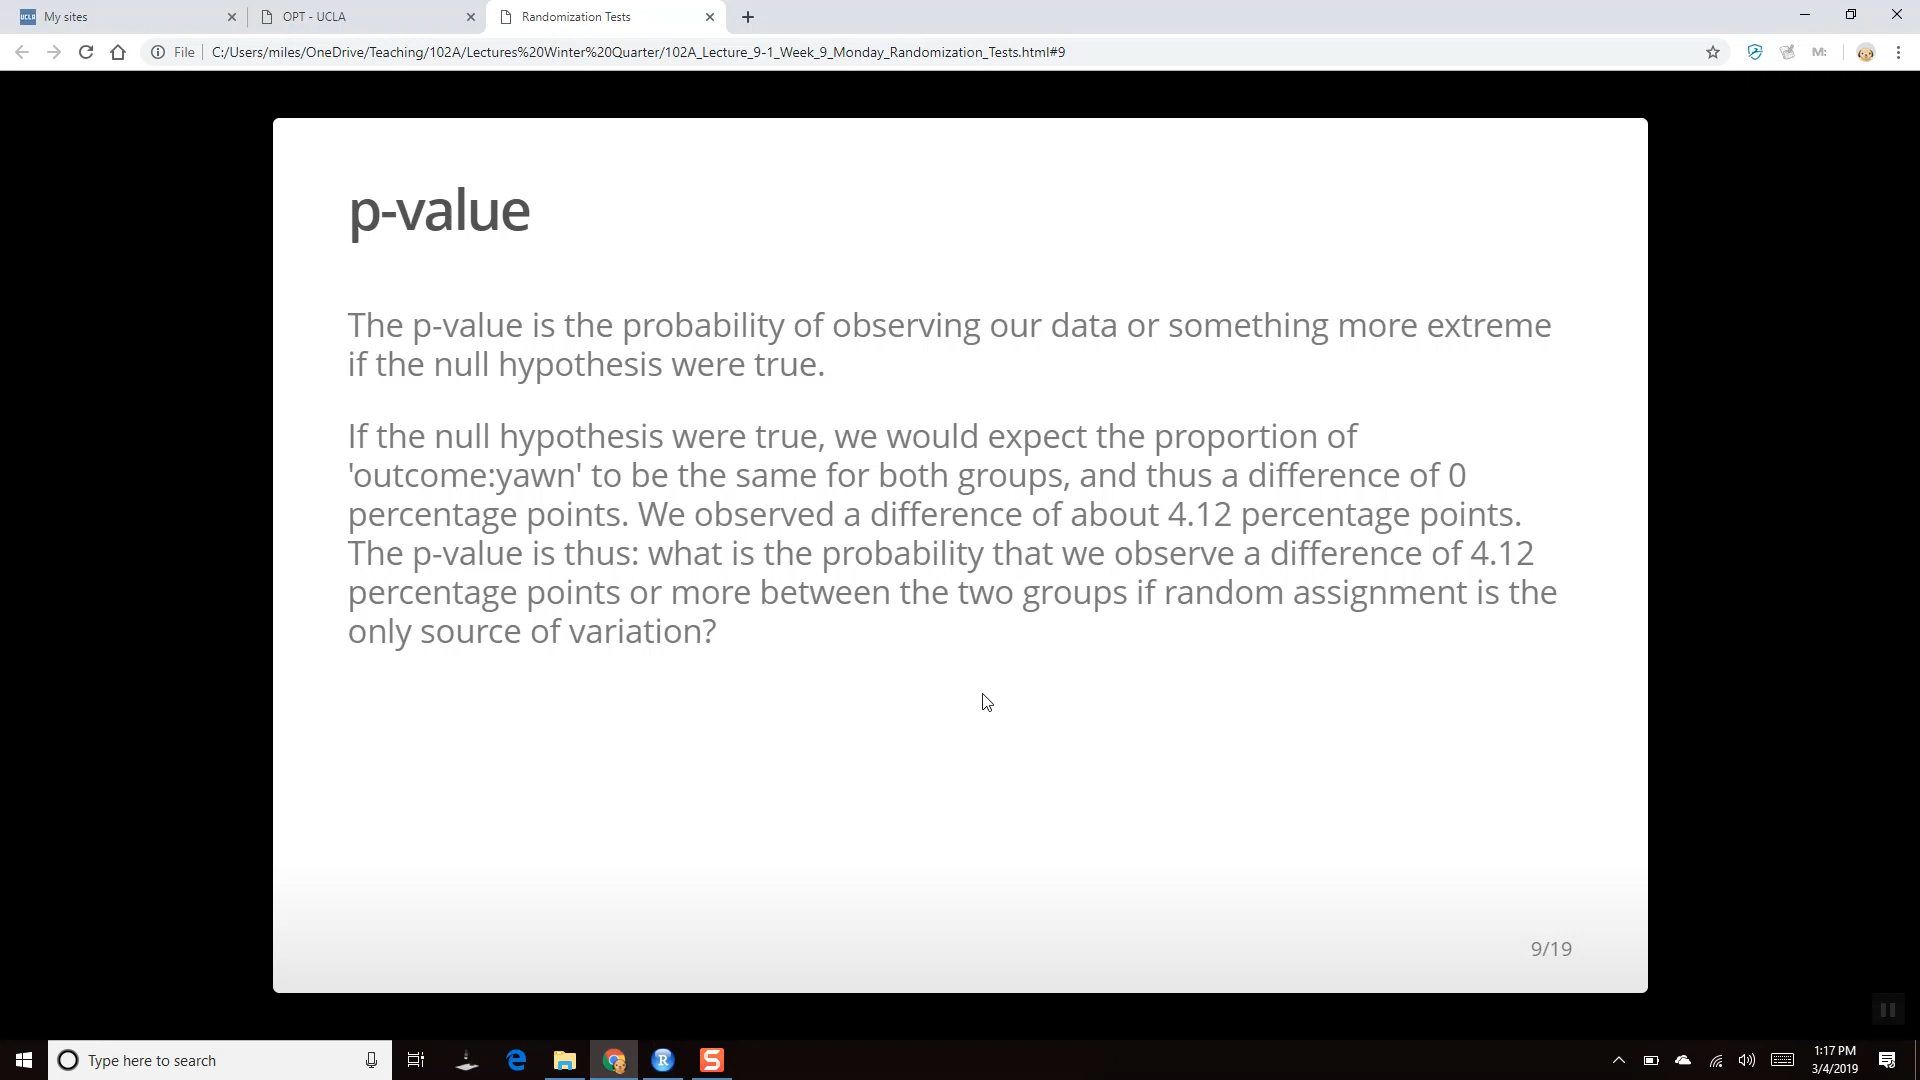 UCLA My sites
OPT - UCLA
Randomization Tests
File
C:/Users/miles/OneDrive/Teaching/102A/Lectures%20Winter%20Quarter/102A_Lecture_9-1_Week_9_Monday_Randomization_Tests.html#9
M:
p-value
The p-value is the probability of observing our data or something more extreme
if the null hypothesis were true.
If the null hypothesis were true, we would expect the proportion of
'outcome:yawn' to be the same for both groups, and thus a difference of 0
percentage points. We observed a difference of about 4.12 percentage points.
The p-value is thus: what is the probability that we observe a difference of 4.12
percentage points or more between the two groups if random assignment is the
only source of variation?
9/19
Type here to search
R
S
1:17 PM
3/4/2019